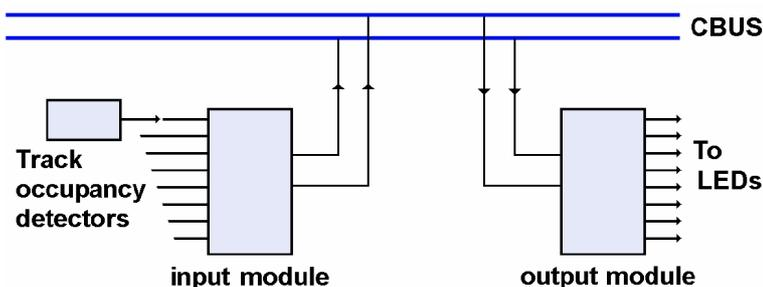 CBUS
Track
occupancy
detectors
To
LEDs
input module
output module